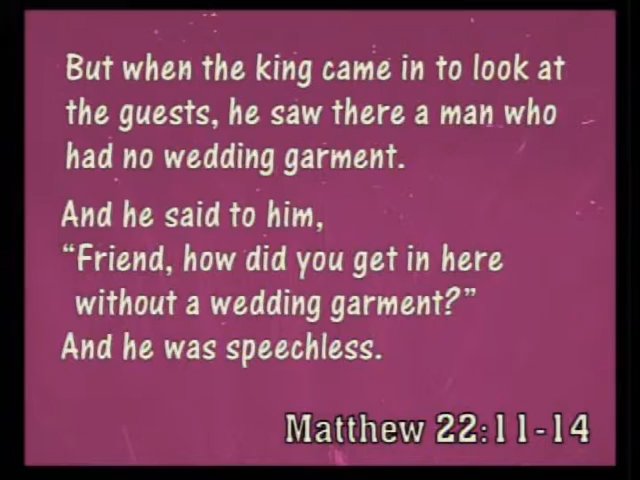 But when the king came in to look at
the guests, he saw there a man who
had no wedding garment.
And he said to him,
“Friend, how did you get in here
without a wedding garment?”
And he was speechless.
Matthew 22:11-14